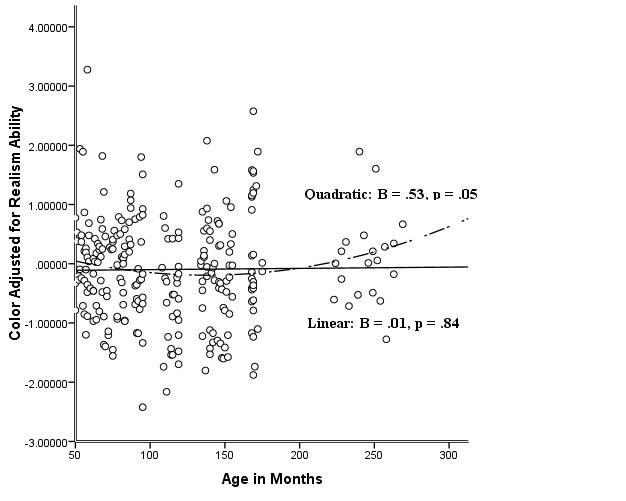 4.00000
3.00000
2.00000
1.00000
.00000
-1.00000
-2.00000
-3.00000
Color Adjusted for Realism Ability
Quadratic: B = .53, p = .05
Linear: B = .01, p = .84
50 100 150 200 250 300
Age in Months